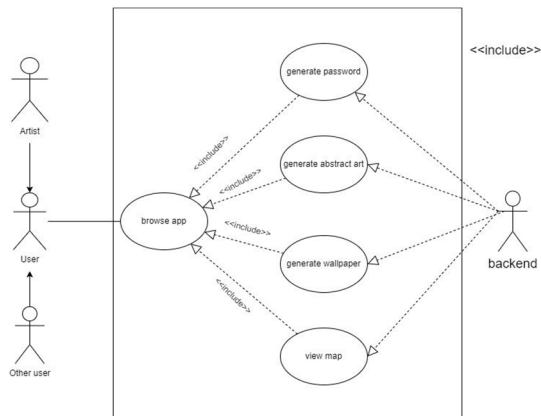 generate password
<<include>>
Artist
<<include>>
generate abstract art
<<include>>
browse app
<<include>>
User
generate wallpaper
backend
<<include>>
view map
Other user